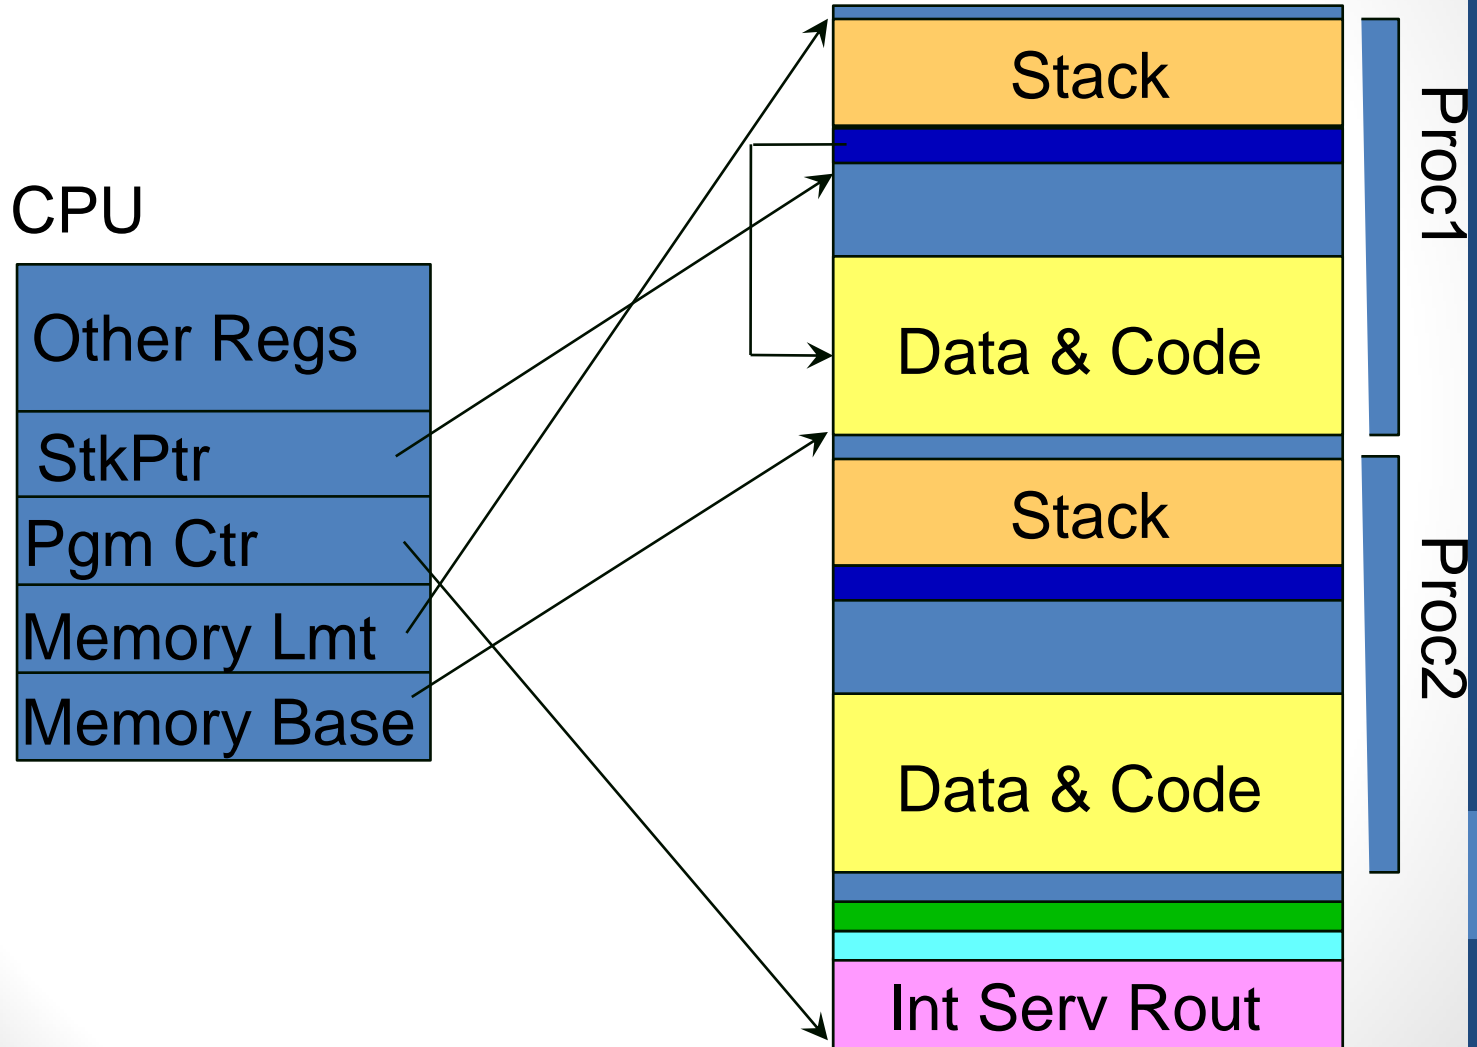 CPU
Other Regs
StkPtr
Pgm Ctr
Memory Lmt
Memory Base
Stack
Data & Code
Stack
Data & Code
Int Serv Rout
Proc1
Proc2